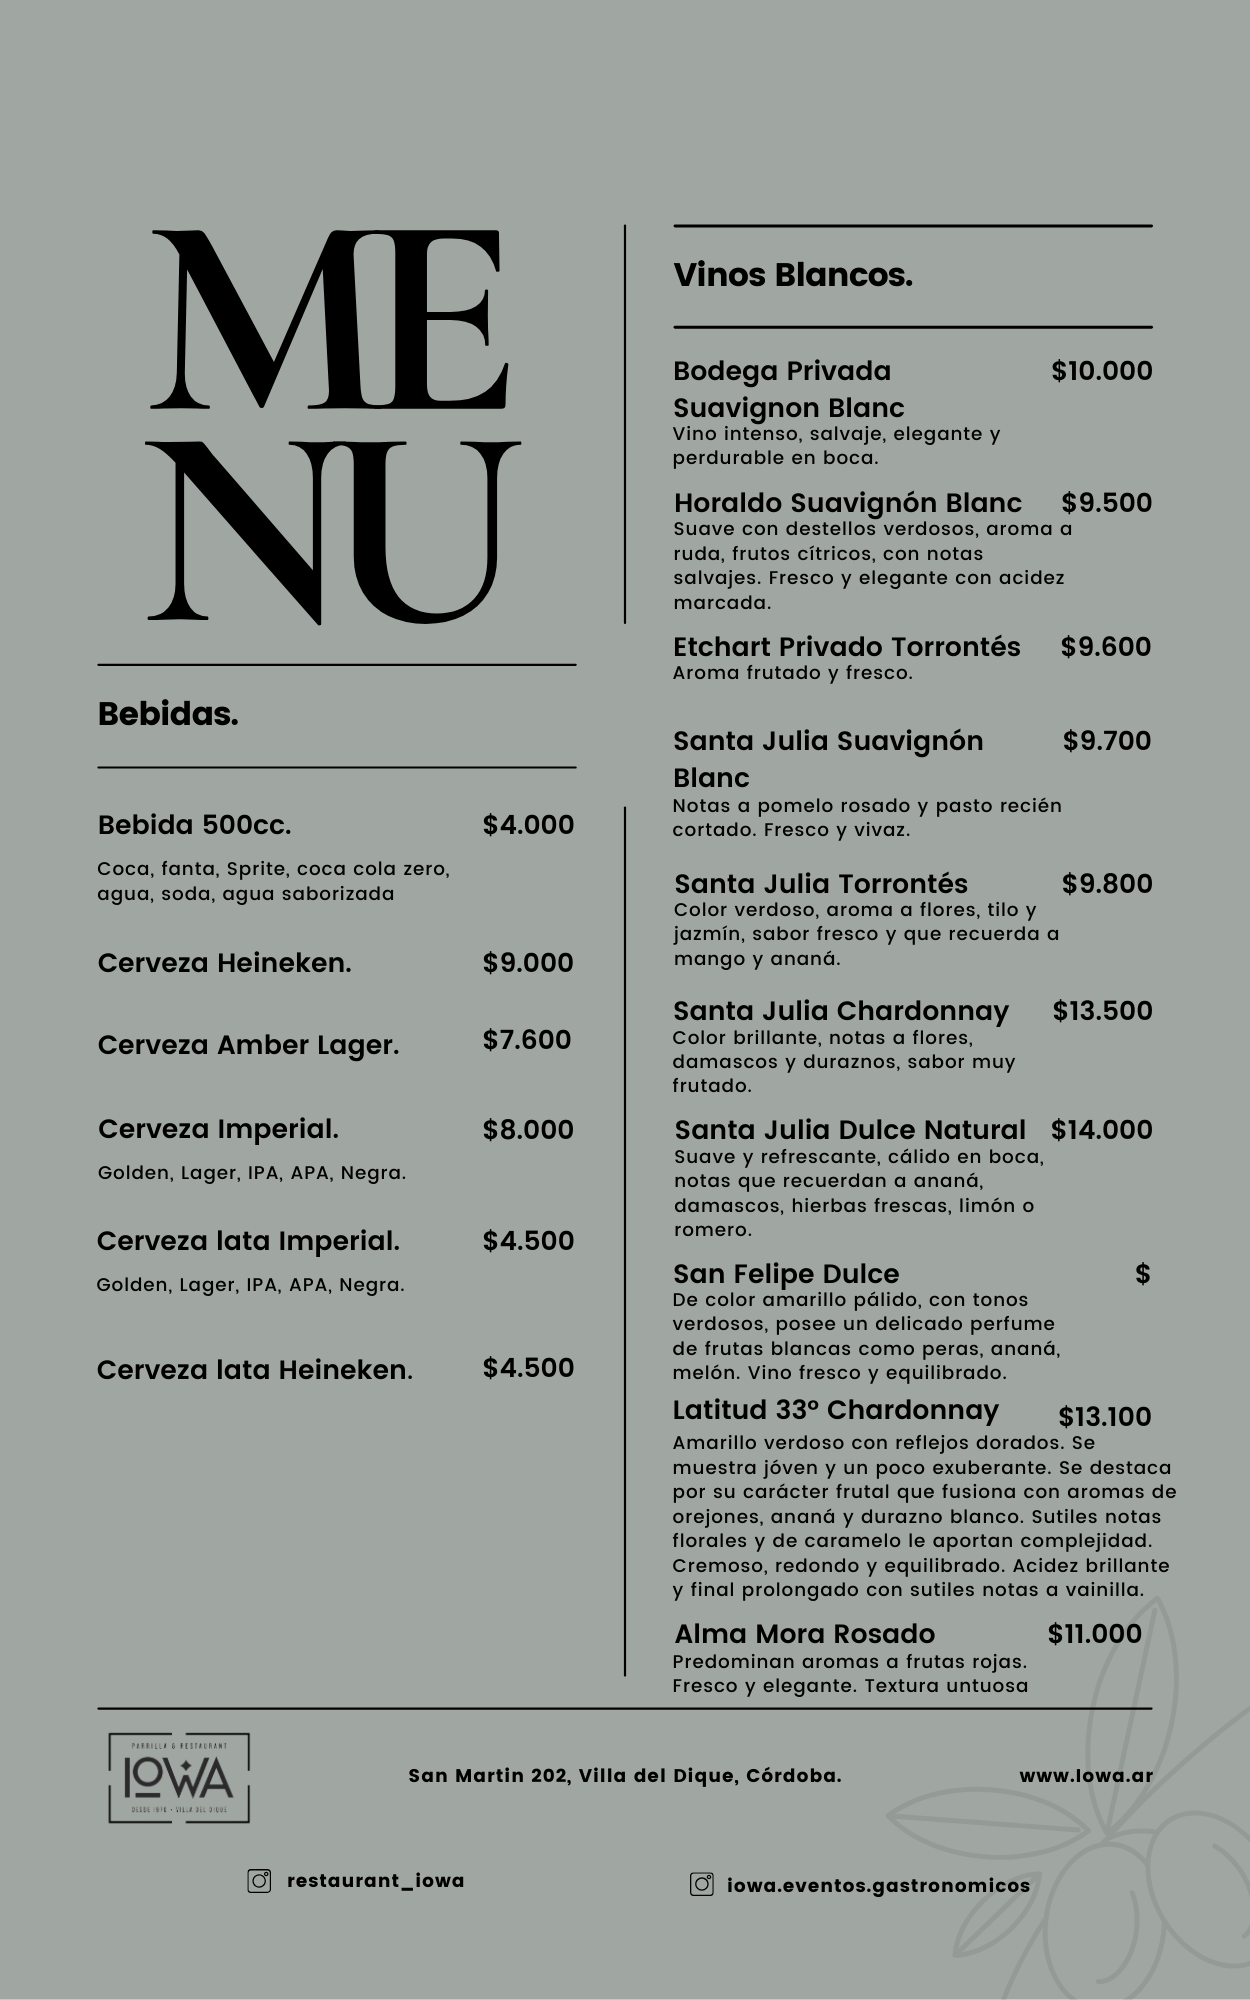 ME
NU
Bebidas.
Bebida 500cc. $4.000
Coca, fanta, Sprite, coca cola zero,
agua, soda, agua saborizada
Cerveza Heineken. $9.000
Cerveza Amber Lager. $7.600
Cerveza Imperial. $8.000
Golden, Lager, IPA, APA, Negra.
Cerveza lata Imperial. $4.500
Golden, Lager, IPA, APA, Negra.
Cerveza lata Heineken. $4.500
Vinos Blancos.
Bodega Privada $10.000
Suavignon Blanc
Vino intenso, salvaje, elegante y
perdurable en boca.
Horaldo Suavignón Blanc $9.500
Suave con destellos verdosos, aroma a
ruda, frutos cítricos, con notas
salvajes. Fresco y elegante con acidez
marcada.
Etchart Privado Torrontés $9.600
Aroma frutado y fresco.
Santa Julia Suavignón $9.700
Blanc
Notas a pomelo rosado y pasto recién
cortado. Fresco y vivaz.
Santa Julia Torrontés $9.800
Color verdoso, aroma a flores, tilo y
jazmín, sabor fresco y que recuerda a
mango y ananá.
Santa Julia Chardonnay $13.500
Color brillante, notas a flores,
damascos y duraznos, sabor muy
frutado.
Santa Julia Dulce Natural $14.000
Suave y refrescante, cálido en boca,
notas que recuerdan a ananá,
damascos, hierbas frescas, limón o
romero.
San Felipe Dulce $
De color amarillo pálido, con tonos
verdosos, posee un delicado perfume
de frutas blancas como peras, ananá,
melón. Vino fresco y equilibrado.
Latitud 33º Chardonnay $13.100
Amarillo verdoso con reflejos dorados. Se
muestra jóven y un poco exuberante. Se destaca
por su carácter frutal que fusiona con aromas de
orejones, ananá y durazno blanco. Sutiles notas
florales y de caramelo le aportan complejidad.
Cremoso, redondo y equilibrado. Acidez brillante
y final prolongado con sutiles notas a vainilla.
Alma Mora Rosado $11.000
Predominan aromas a frutas rojas.
Fresco y elegante. Textura untuosa
PARRILLA & RESTAURANT
IOWA
DESDE 1976 • VILLA DEL DIQUE
San Martin 202, Villa del Dique, Córdoba.
www.Iowa.ar
restaurant_iowa
iowa.eventos.gastronomicos